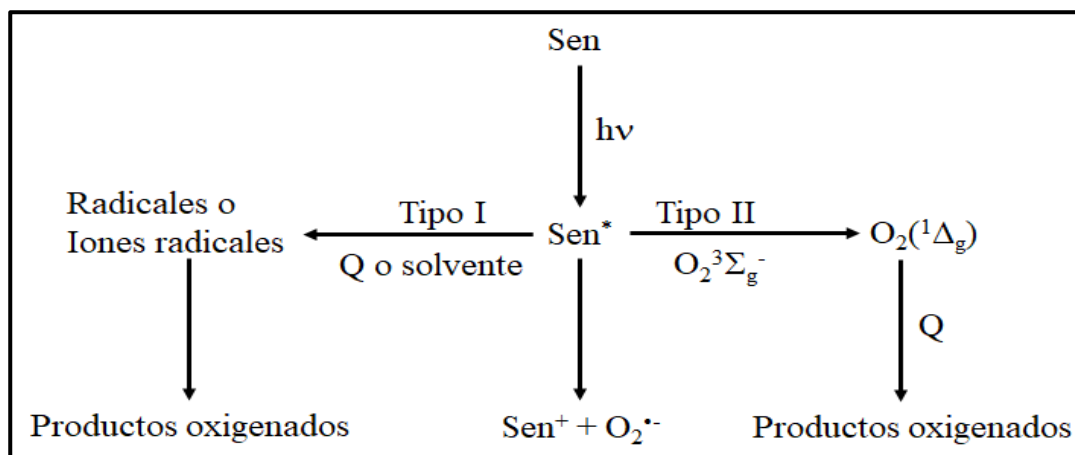 Sen
hν
Radicales o
Iones radicales
Tipo I
Q o solvente
Sen*
Tipo II
O₂³Σg⁻
O₂(¹Δg)
Q
Productos oxigenados
Sen⁺ + O₂•⁻
Productos oxigenados